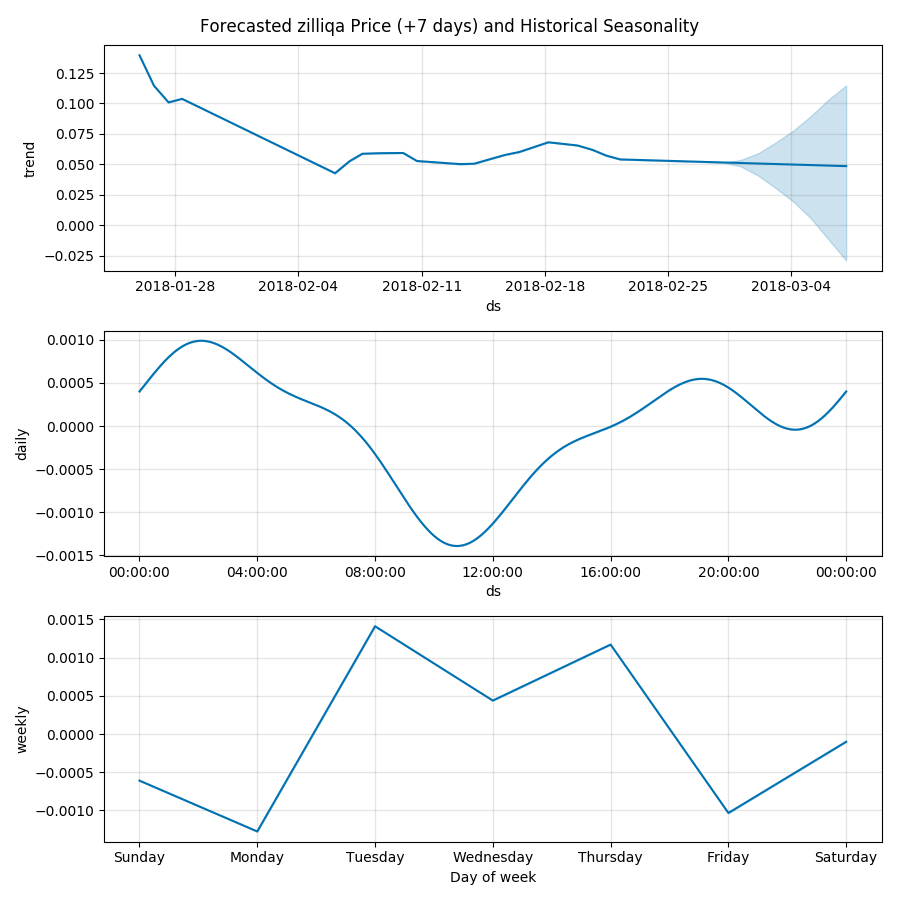 Forecasted zilliqa Price (+7 days) and Historical Seasonality
0.125
0.100
0.075
0.050
0.025
0.000
−0.025
trend
2018-01-28 2018-02-04 2018-02-11 2018-02-18 2018-02-25 2018-03-04
ds
0.0010
0.0005
0.0000
−0.0005
−0.0010
−0.0015
daily
00:00:00 04:00:00 08:00:00 12:00:00 16:00:00 20:00:00 00:00:00
ds
0.0015
0.0010
0.0005
0.0000
−0.0005
−0.0010
weekly
Sunday Monday Tuesday Wednesday Thursday Friday Saturday
Day of week